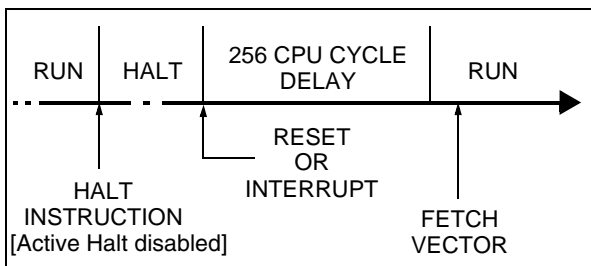 RUN
HALT
256 CPU CYCLE
DELAY
RUN
RESET
OR
INTERRUPT
HALT
INSTRUCTION
[Active Halt disabled]
FETCH
VECTOR